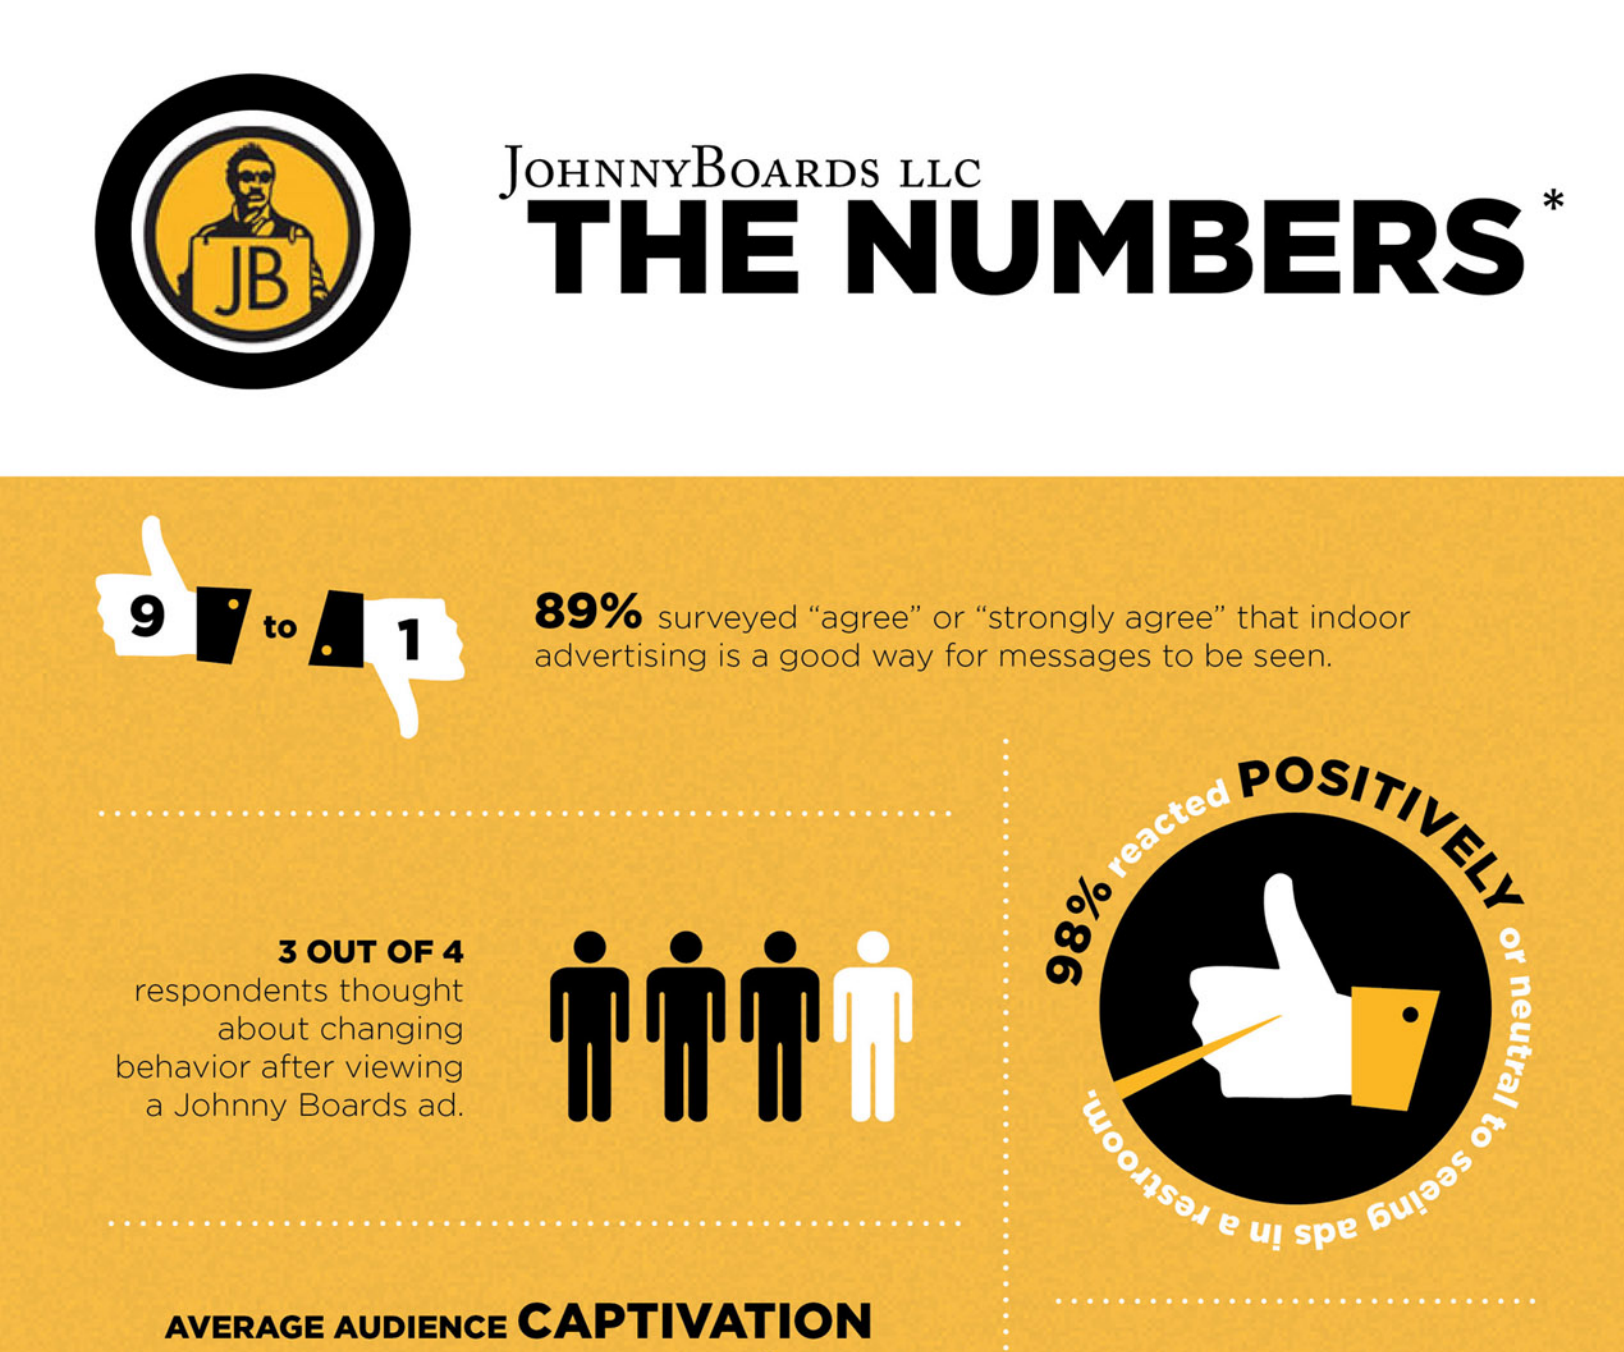 JB
JOHNNYBOARDS LLC
THE NUMBERS*
9 to 1
89% surveyed “agree” or “strongly agree” that indoor
advertising is a good way for messages to be seen.
3 OUT OF 4
respondents thought
about changing
behavior after viewing
a Johnny Boards ad.
98% reacted POSITIVELY or neutral to seeing ads in a restroom.
AVERAGE AUDIENCE CAPTIVATION